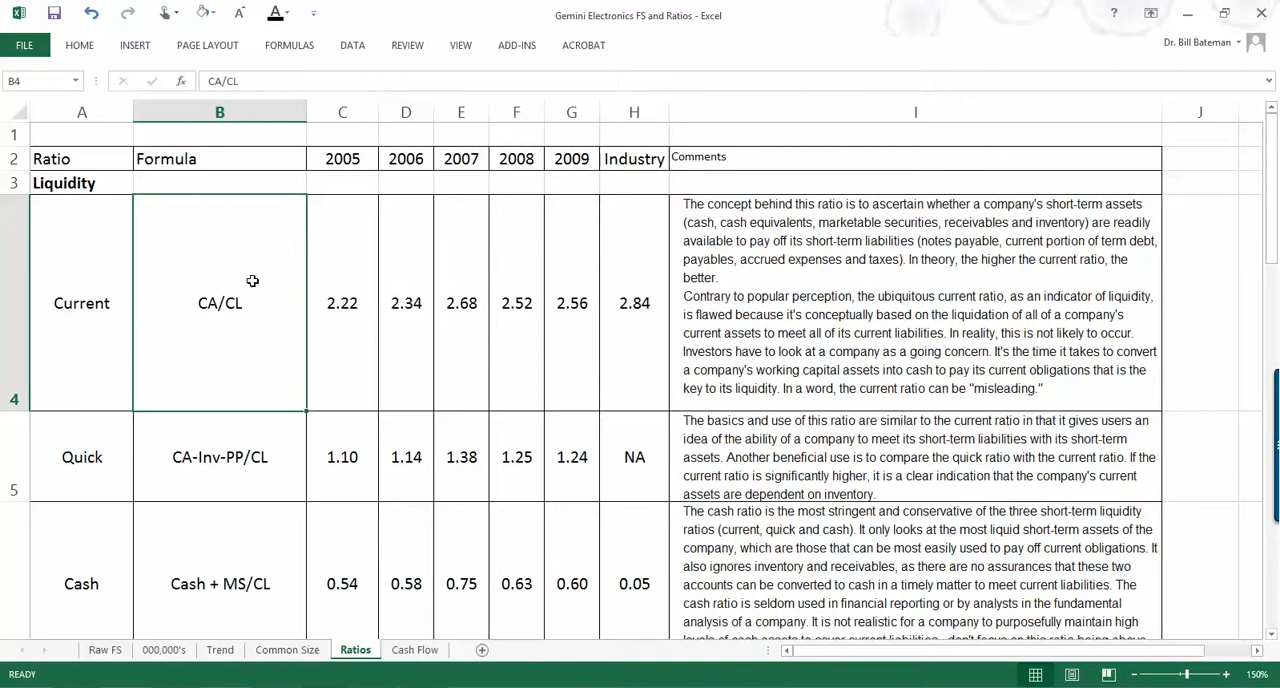 Gemini Electronics FS and Ratios - Excel
FILE HOME INSERT PAGE LAYOUT FORMULAS DATA REVIEW VIEW ADD-INS ACROBAT
Dr. Bill Bateman
B4 fx CA/CL
A B C D E F G H I J
1
2 Ratio Formula 2005 2006 2007 2008 2009 Industry Comments
3 Liquidity
4 Current CA/CL 2.22 2.34 2.68 2.52 2.56 2.84
The concept behind this ratio is to ascertain whether a company's short-term assets
(cash, cash equivalents, marketable securities, receivables and inventory) are readily
available to pay off its short-term liabilities (notes payable, current portion of term debt,
payables, accrued expenses and taxes). In theory, the higher the current ratio, the
better.
Contrary to popular perception, the ubiquitous current ratio, as an indicator of liquidity,
is flawed because it's conceptually based on the liquidation of all of a company's
current assets to meet all of its current liabilities. In reality, this is not likely to occur.
Investors have to look at a company as a going concern. It's the time it takes to convert
a company's working capital assets into cash to pay its current obligations that is the
key to its liquidity. In a word, the current ratio can be "misleading."
5 Quick CA-Inv-PP/CL 1.10 1.14 1.38 1.25 1.24 NA
The basics and use of this ratio are similar to the current ratio in that it gives users an
idea of the ability of a company to meet its short-term liabilities with its short-term
assets. Another beneficial use is to compare the quick ratio with the current ratio. If the
current ratio is significantly higher, it is a clear indication that the company's current
assets are dependent on inventory.
Cash Cash + MS/CL 0.54 0.58 0.75 0.63 0.60 0.05
The cash ratio is the most stringent and conservative of the three short-term liquidity
ratios (current, quick and cash). It only looks at the most liquid short-term assets of the
company, which are those that can be most easily used to pay off current obligations. It
also ignores inventory and receivables, as there are no assurances that these two
accounts can be converted to cash in a timely matter to meet current liabilities. The
cash ratio is seldom used in financial reporting or by analysts in the fundamental
analysis of a company. It is not realistic for a company to purposefully maintain high
Raw FS 000,000's Trend Common Size Ratios Cash Flow
READY 150%